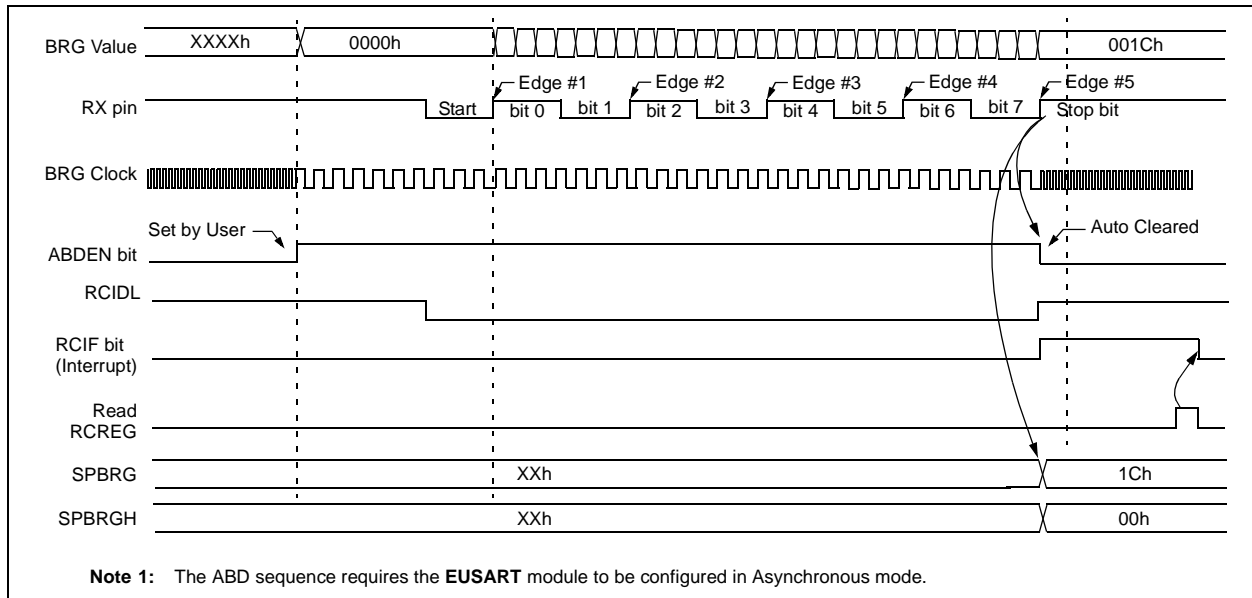 BRG Value XXXXh 0000h 001Ch
Edge #1 Edge #2 Edge #3 Edge #4 Edge #5
RX pin Start bit 0 bit 1 bit 2 bit 3 bit 4 bit 5 bit 6 bit 7 Stop bit
BRG Clock
Set by User Auto Cleared
ABDEN bit
RCIDL
RCIF bit
(Interrupt)
Read
RCREG
SPBRG XXh 1Ch
SPBRGH XXh 00h
Note 1: The ABD sequence requires the EUSART module to be configured in Asynchronous mode.